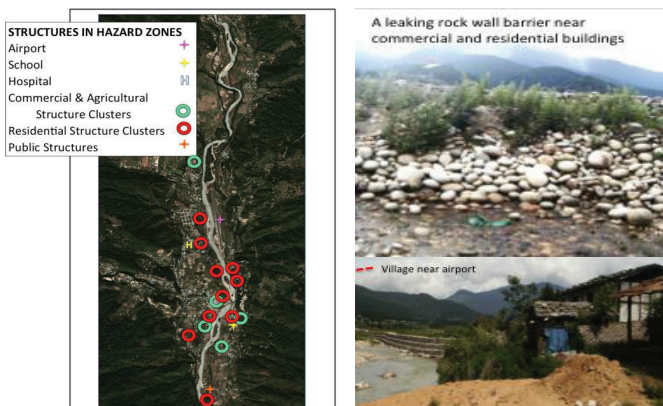 STRUCTURES IN HAZARD ZONES
Airport
School
Hospital
H
Commercial & Agricultural
Structure Clusters
Residential Structure Clusters
Public Structures
H
A leaking rock wall barrier near
commercial and residential buildings
Village near airport